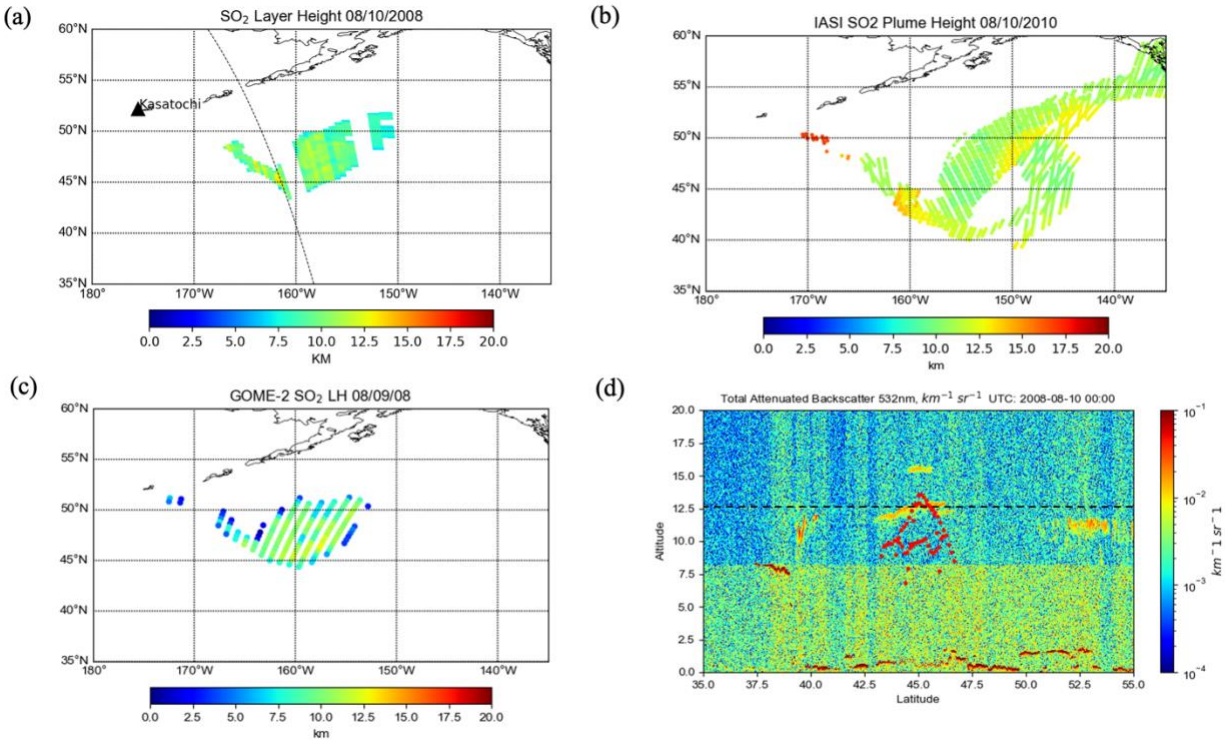 (a)
SO₂ Layer Height 08/10/2008
60°N
55°N
50°N
45°N
40°N
35°N
Kasatochi
180° 170°W 160°W 150°W 140°W
0.0 2.5 5.0 7.5 10.0 12.5 15.0 17.5 20.0
KM
(b)
IASI SO2 Plume Height 08/10/2010
60°N
55°N
50°N
45°N
40°N
35°N
180° 170°W 160°W 150°W 140°W
0.0 2.5 5.0 7.5 10.0 12.5 15.0 17.5 20.0
km
(c)
GOME-2 SO₂ LH 08/09/08
60°N
55°N
50°N
45°N
40°N
35°N
180° 170°W 160°W 150°W 140°W
0.0 2.5 5.0 7.5 10.0 12.5 15.0 17.5 20.0
km
(d)
Total Attenuated Backscatter 532nm, km⁻¹ sr⁻¹ UTC: 2008-08-10 00:00
20.0
17.5
15.0
12.5
10.0
7.5
5.0
2.5
0.0
Altitude
35.0 37.5 40.0 42.5 45.0 47.5 50.0 52.5 55.0
Latitude
10⁻¹
10⁻²
10⁻³
10⁻⁴
km⁻¹ sr⁻¹